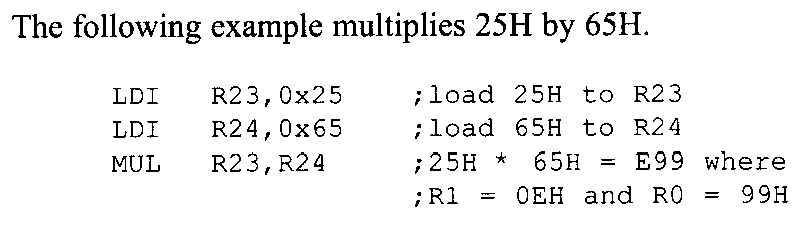 The following example multiplies 25H by 65H.
LDI R23,0x25 ;load 25H to R23
LDI R24,0x65 ;load 65H to R24
MUL R23,R24 ;25H * 65H = E99 where
;R1 = 0EH and R0 = 99H